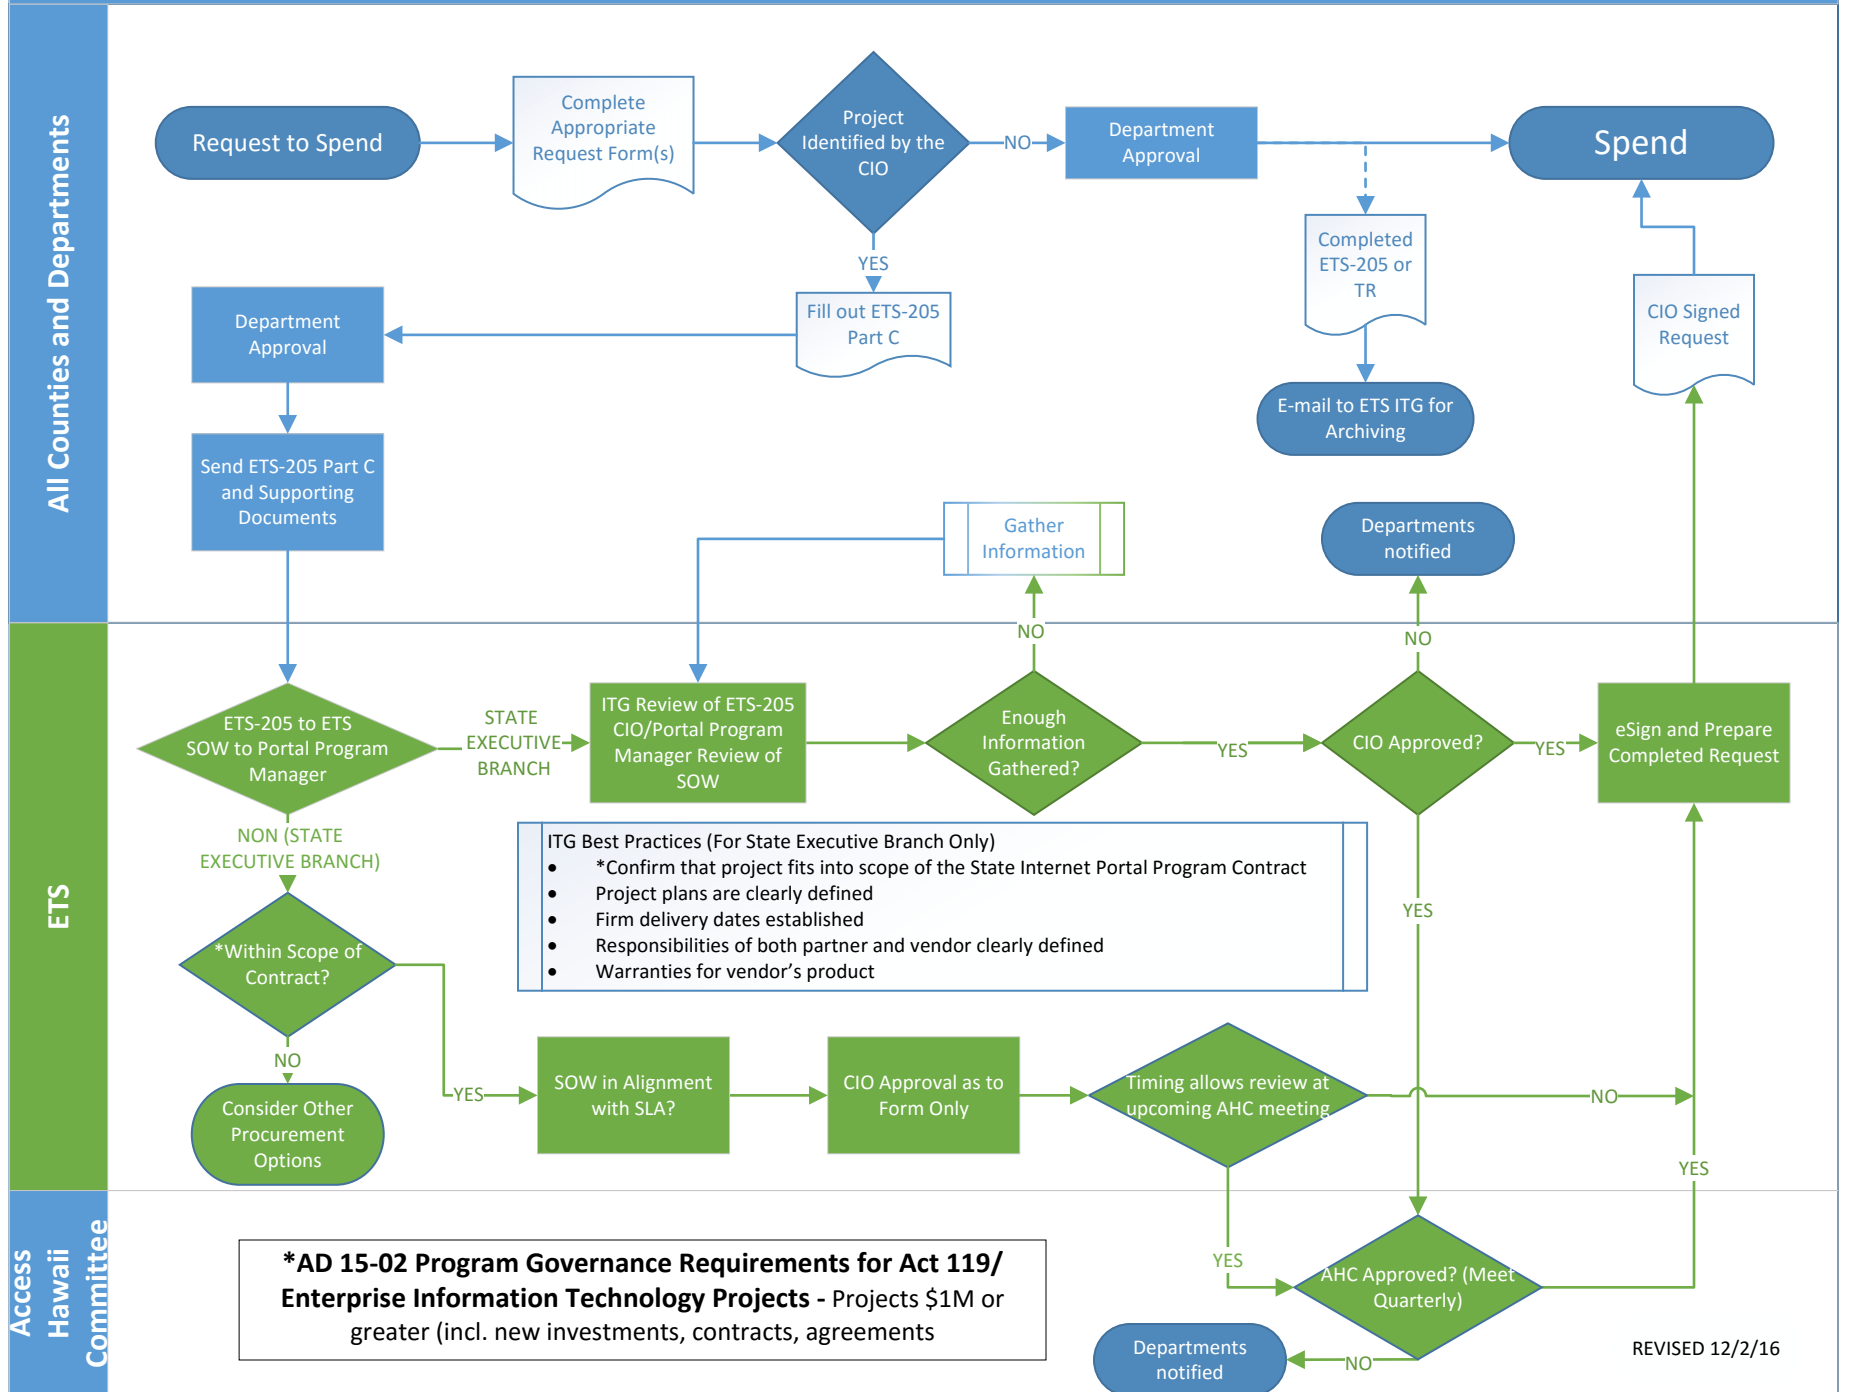 All Counties and Departments
Request to Spend
Complete
Appropriate
Request Form(s)
Project
Identified by the
CIO
NO
Department
Approval
Spend
YES
Fill out ETS-205
Part C
Completed
ETS-205 or
TR
CIO Signed
Request
Department
Approval
E-mail to ETS ITG for
Archiving
Send ETS-205 Part C
and Supporting
Documents
Gather
Information
Departments
notified
ETS
NO
NO
ETS-205 to ETS
SOW to Portal Program
Manager
STATE
EXECUTIVE
BRANCH
ITG Review of ETS-205
CIO/Portal Program
Manager Review of
SOW
Enough
Information
Gathered?
YES
CIO Approved?
YES
eSign and Prepare
Completed Request
NON (STATE
EXECUTIVE BRANCH)
ITG Best Practices (For State Executive Branch Only)
• *Confirm that project fits into scope of the State Internet Portal Program Contract
• Project plans are clearly defined
• Firm delivery dates established
• Responsibilities of both partner and vendor clearly defined
• Warranties for vendor's product
YES
*Within Scope of
Contract?
NO
YES
Consider Other
Procurement
Options
SOW in Alignment
with SLA?
CIO Approval as to
Form Only
Timing allows review at
upcoming AHC meeting
NO
YES
Access
Hawaii
Committee
*AD 15-02 Program Governance Requirements for Act 119/
Enterprise Information Technology Projects - Projects $1M or
greater (incl. new investments, contracts, agreements
YES
AHC Approved? (Meet
Quarterly)
NO
Departments
notified
REVISED 12/2/16